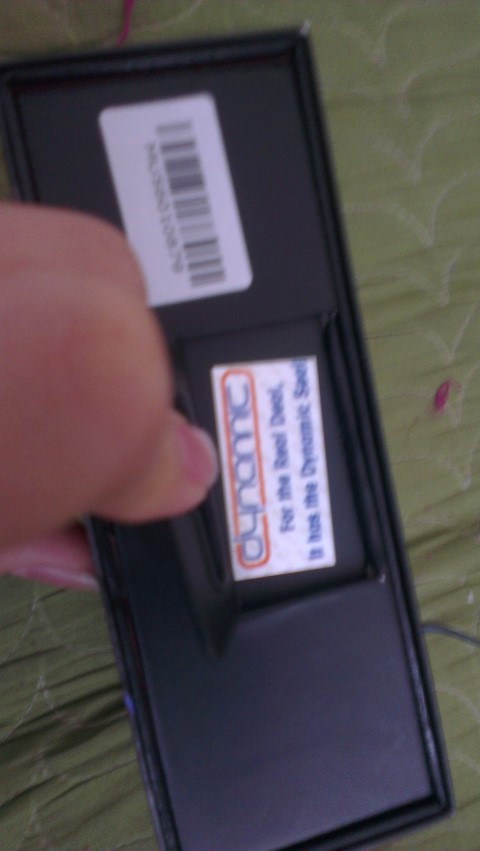 dynamic
For the Real Deal,
It has the Dynamic Seal